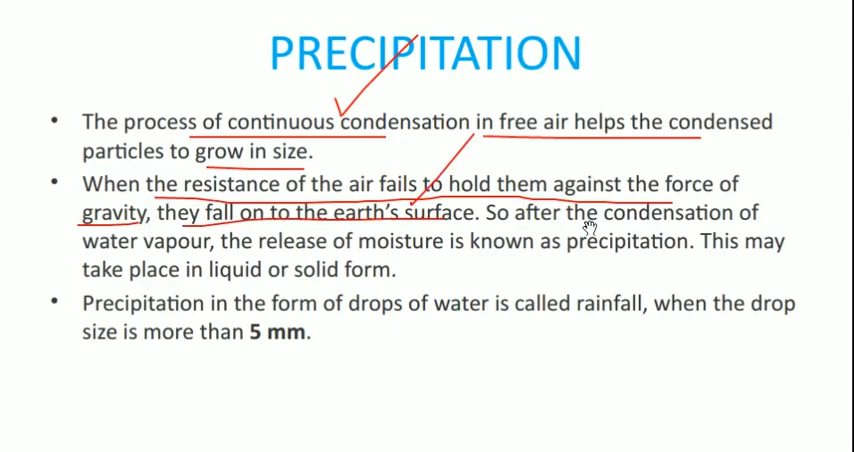 PRECIPITATION
• The process of continuous condensation in free air helps the condensed
particles to grow in size.
• When the resistance of the air fails to hold them against the force of
gravity, they fall on to the earth's surface. So after the condensation of
water vapour, the release of moisture is known as precipitation. This may
take place in liquid or solid form.
• Precipitation in the form of drops of water is called rainfall, when the drop
size is more than 5 mm.